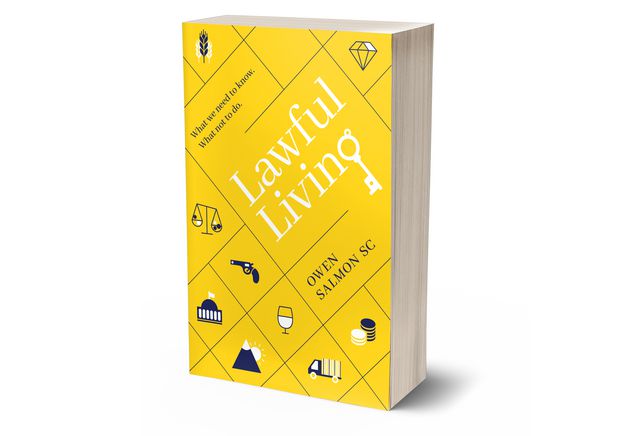 What we need to know.
What not to do.
Lawful
Living
OWEN
SALMON SC